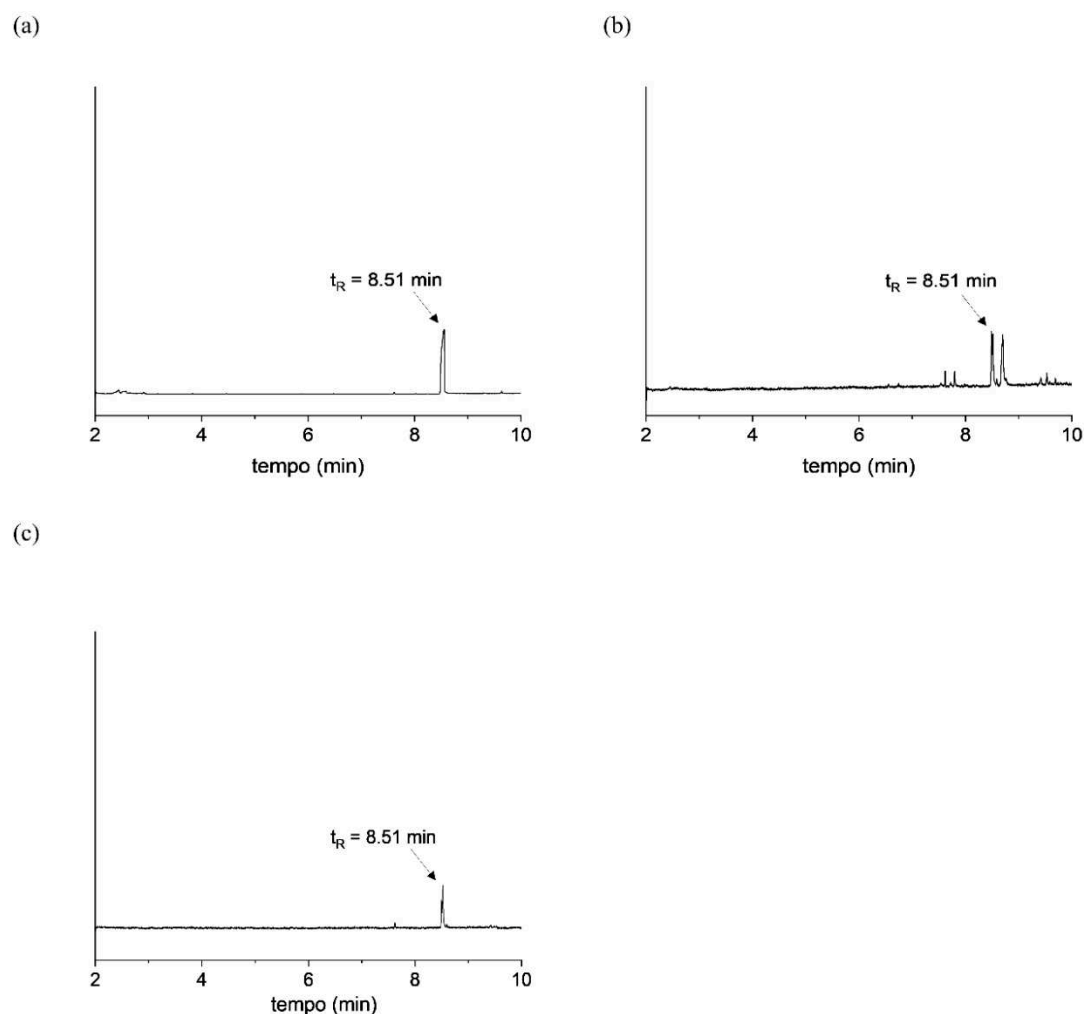 (a)
t_R = 8.51 min
2 4 6 8 10
tempo (min)
(b)
t_R = 8.51 min
2 4 6 8 10
tempo (min)
(c)
t_R = 8.51 min
2 4 6 8 10
tempo (min)